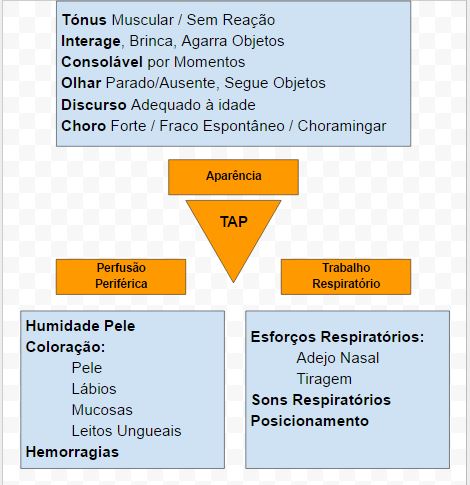 Tónus Muscular / Sem Reação
Interage, Brinca, Agarra Objetos
Consolável por Momentos
Olhar Parado/Ausente, Segue Objetos
Discurso Adequado à idade
Choro Forte / Fraco Espontâneo / Choramingar
Aparência
TAP
Perfusão
Periférica
Trabalho
Respiratório
Humidade Pele
Coloração:
Pele
Lábios
Mucosas
Leitos Ungueais
Hemorragias
Esforços Respiratórios:
Adejo Nasal
Tiragem
Sons Respiratórios
Posicionamento